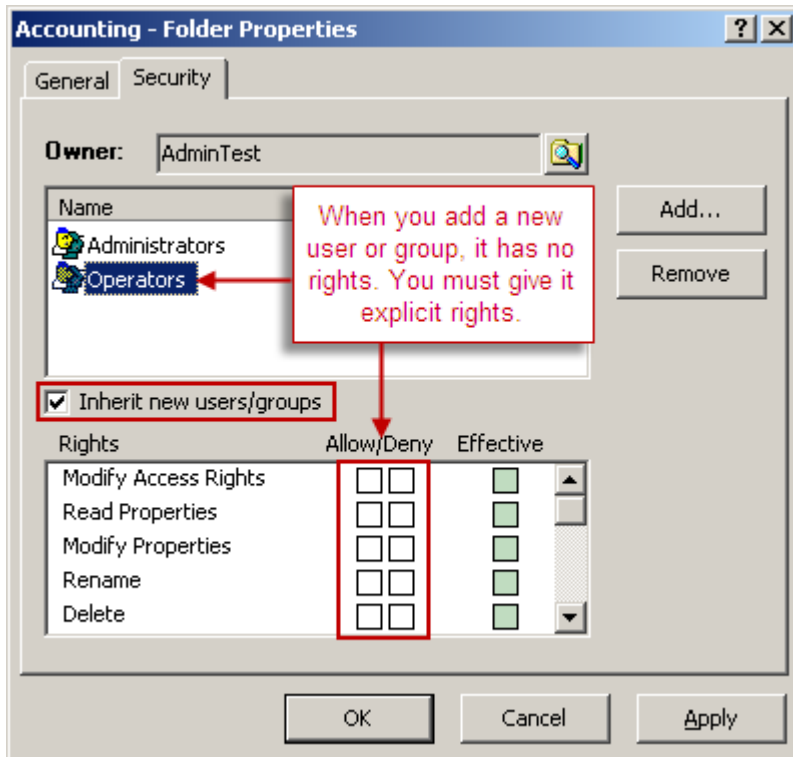 Accounting - Folder Properties
General Security
Owner: AdminTest
Name
Administrators
Operators
When you add a new
user or group, it has no
rights. You must give it
explicit rights.
Add...
Remove
Inherit new users/groups
Rights Allow/Deny Effective
Modify Access Rights
Read Properties
Modify Properties
Rename
Delete
OK Cancel Apply